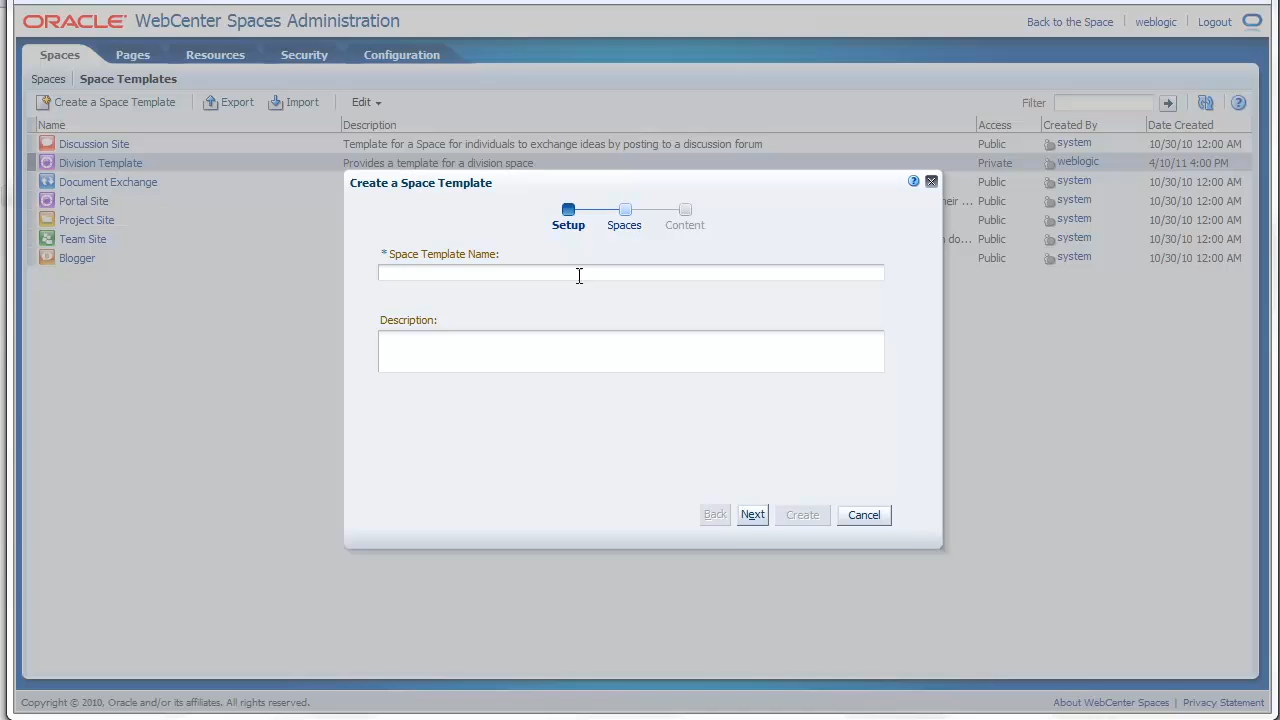 ORACLE WebCenter Spaces Administration
Back to the Space weblogic Logout
Spaces Pages Resources Security Configuration
Spaces Space Templates
Create a Space Template Export Import Edit Filter
Name Description Access Created By Date Created
Discussion Site Template for a Space for individuals to exchange ideas by posting to a discussion forum Public system 10/30/10 12:00 AM
Division Template Provides a template for a division space Private weblogic 4/10/11 4:00 PM
Document Exchange Public system 10/30/10 12:00 AM
Portal Site heir ... Public system 10/30/10 12:00 AM
Project Site Public system 10/30/10 12:00 AM
Team Site do... Public system 10/30/10 12:00 AM
Blogger Public system 10/30/10 12:00 AM
Create a Space Template
Setup Spaces Content
* Space Template Name:
Description:
Back Next Create Cancel
Copyright © 2010, Oracle and/or its affiliates. All rights reserved.
About WebCenter Spaces Privacy Statement